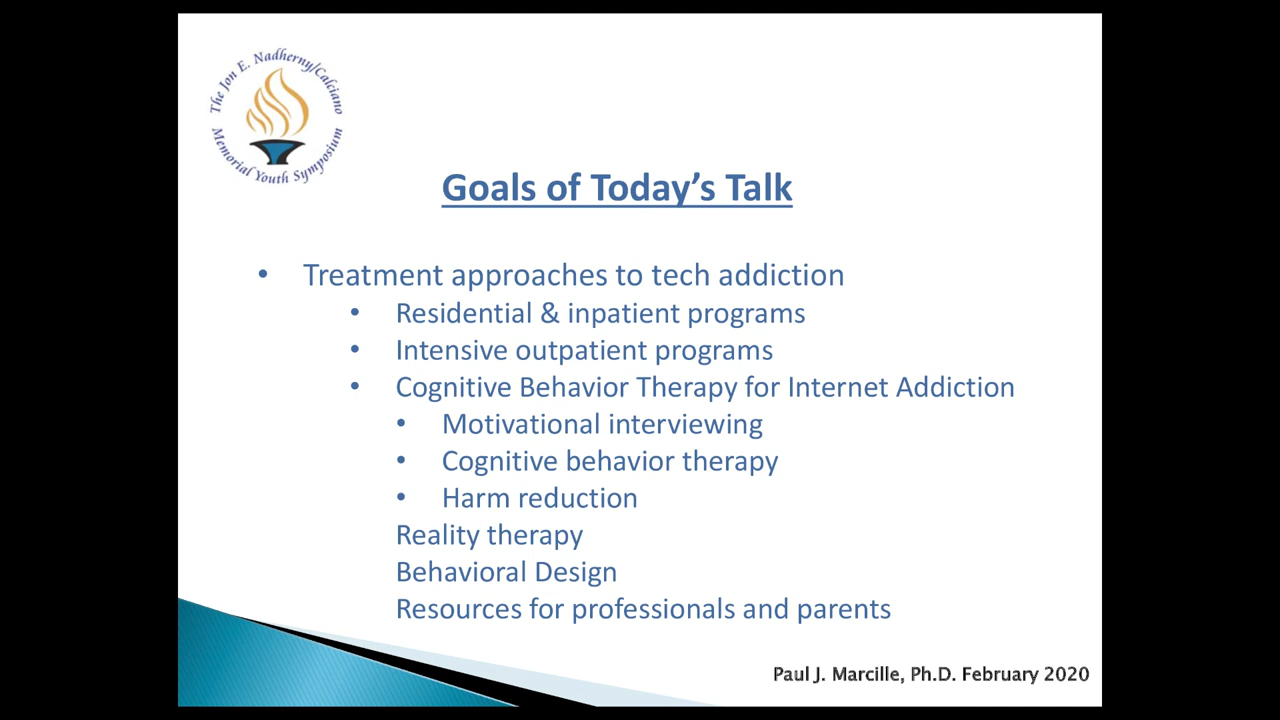 The Jon E. Nadherny/Calciano
Memorial Youth Symposium
Goals of Today’s Talk
• Treatment approaches to tech addiction
• Residential & inpatient programs
• Intensive outpatient programs
• Cognitive Behavior Therapy for Internet Addiction
• Motivational interviewing
• Cognitive behavior therapy
• Harm reduction
Reality therapy
Behavioral Design
Resources for professionals and parents
Paul J. Marcille, Ph.D. February 2020